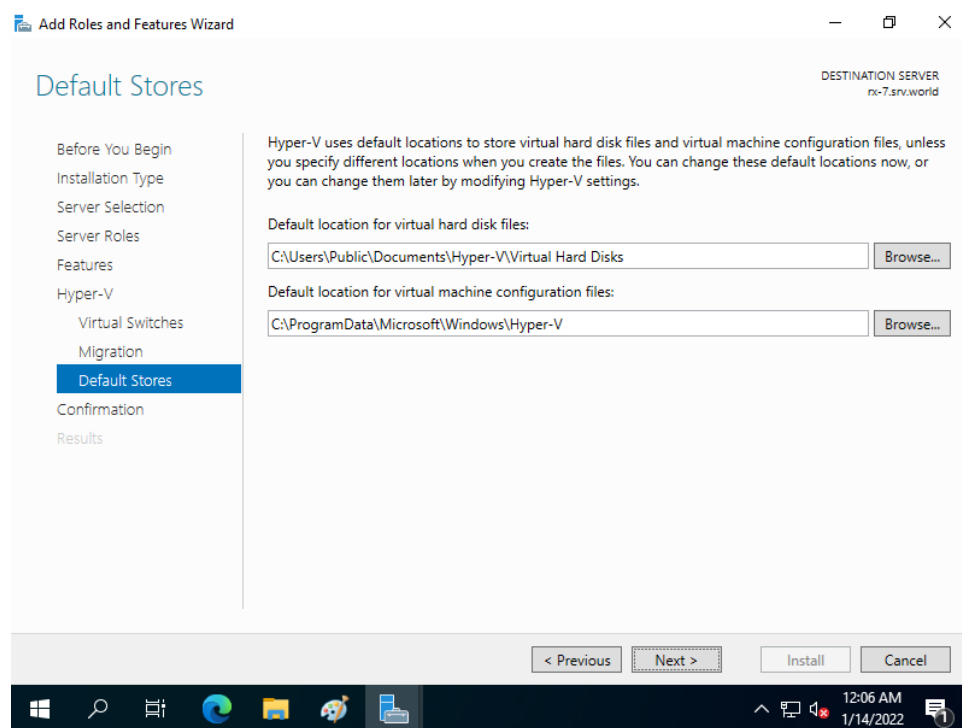 Add Roles and Features Wizard
Default Stores
DESTINATION SERVER
rx-7.srv.world
Before You Begin
Installation Type
Server Selection
Server Roles
Features
Hyper-V
Virtual Switches
Migration
Default Stores
Confirmation
Results
Hyper-V uses default locations to store virtual hard disk files and virtual machine configuration files, unless
you specify different locations when you create the files. You can change these default locations now, or
you can change them later by modifying Hyper-V settings.
Default location for virtual hard disk files:
C:\Users\Public\Documents\Hyper-V\Virtual Hard Disks
Browse...
Default location for virtual machine configuration files:
C:\ProgramData\Microsoft\Windows\Hyper-V
Browse...
< Previous
Next >
Install
Cancel
12:06 AM
1/14/2022
1